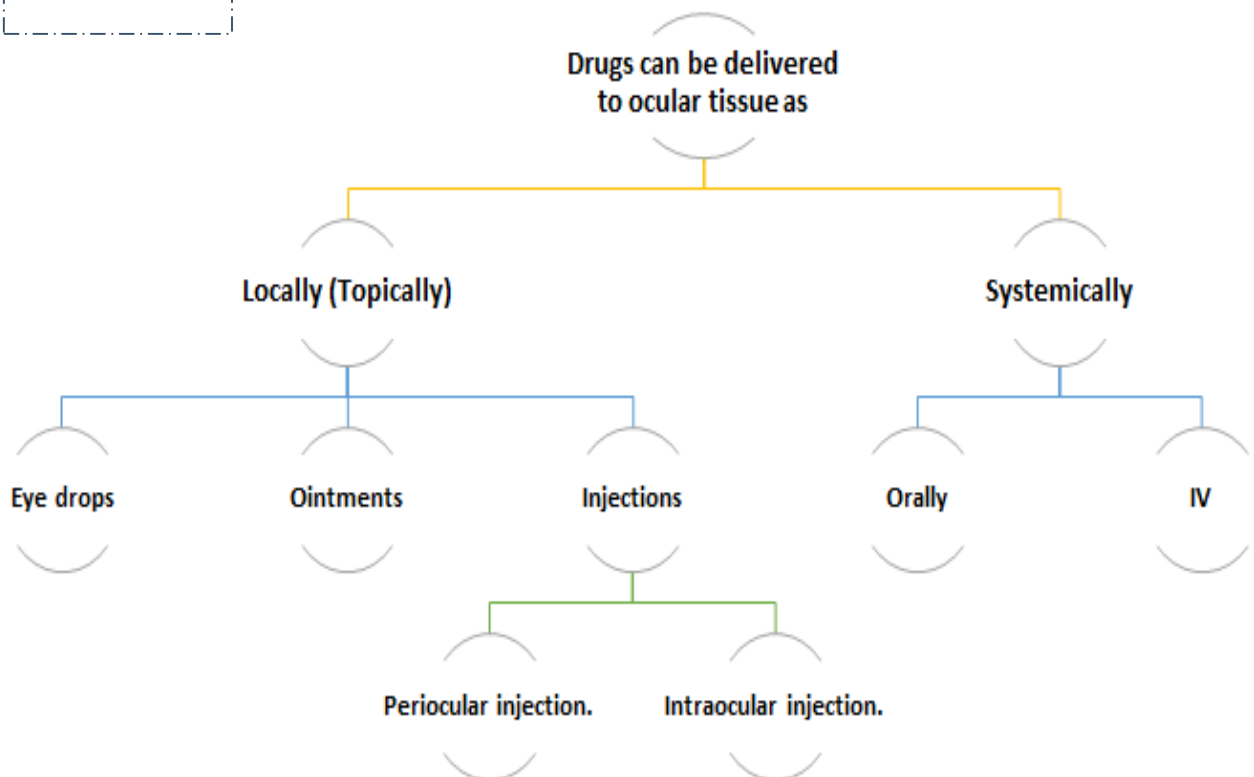 Drugs can be delivered
to ocular tissue as
Locally (Topically)
Systemically
Eye drops
Ointments
Injections
Orally
IV
Periocular injection.
Intraocular injection.